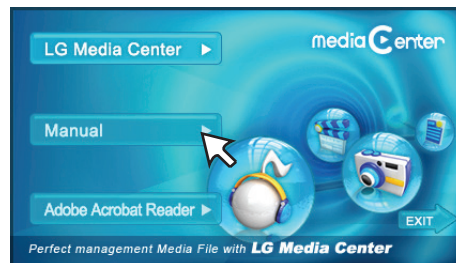 LG Media Center
media Center
Manual
Adobe Acrobat Reader
EXIT
Perfect management Media File with LG Media Center